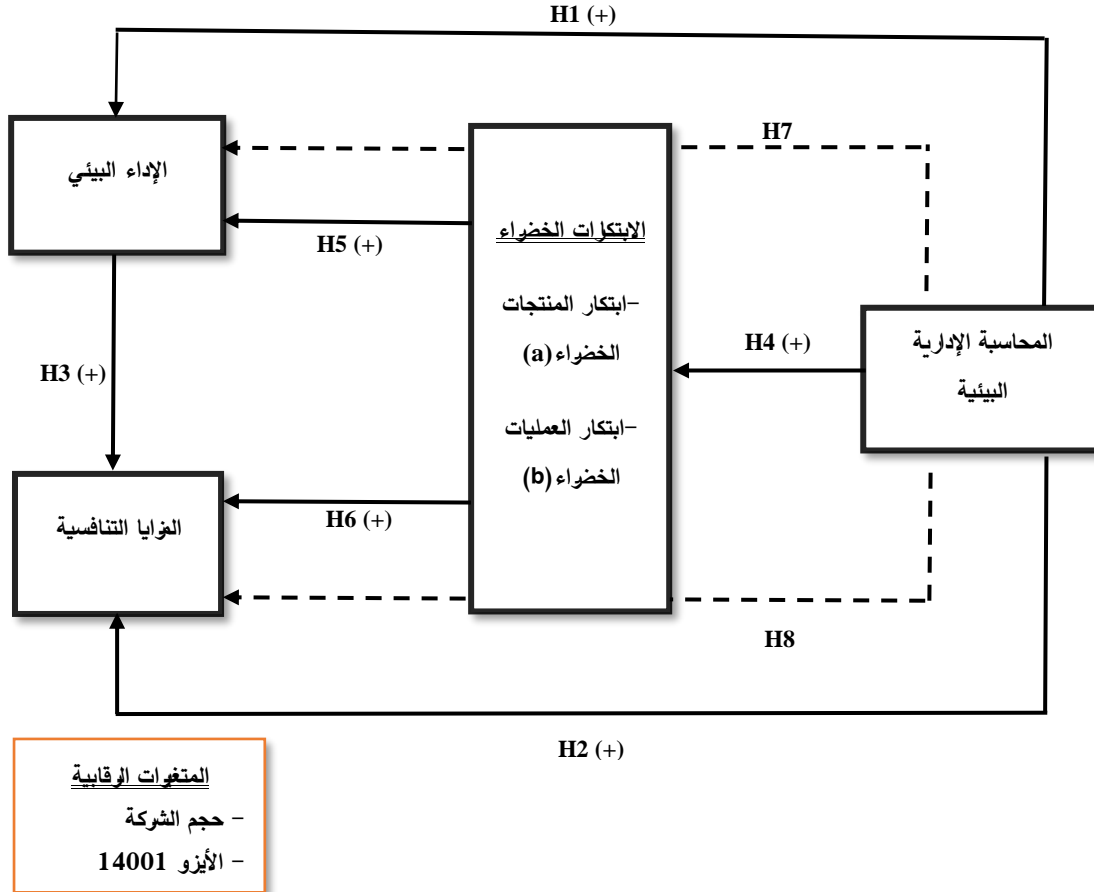 H1 (+)
الإداء البيئي
H7
الابتكارات الخضراء
H5 (+)
-ابتكار المنتجات
الخضراء (a)
H4 (+)
المحاسبة الإدارية
البيئية
H3 (+)
-ابتكار العمليات
الخضراء (b)
H6 (+)
المزايا التنافسية
H8
H2 (+)
المتغيرات الرقابية
- حجم الشركة
- الأيزو 14001